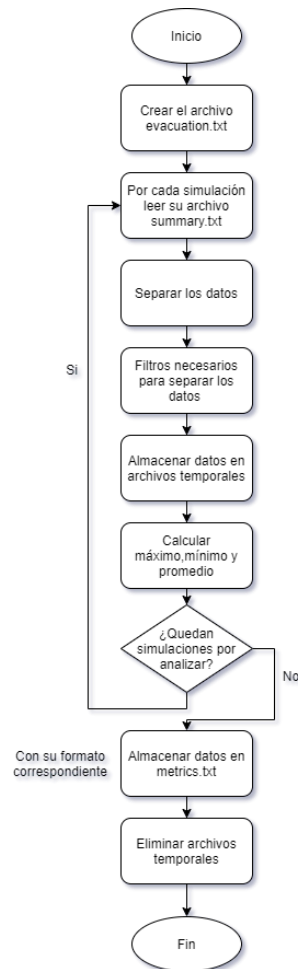 Inicio
Crear el archivo
evacuation.txt
Por cada simulación
leer su archivo
summary.txt
Separar los datos
Si
Filtros necesarios
para separar los
datos
Almacenar datos en
archivos temporales
Calcular
máximo,mínimo y
promedio
¿Quedan
simulaciones por
analizar?
No
Con su formato
correspondiente
Almacenar datos en
metrics.txt
Eliminar archivos
temporales
Fin